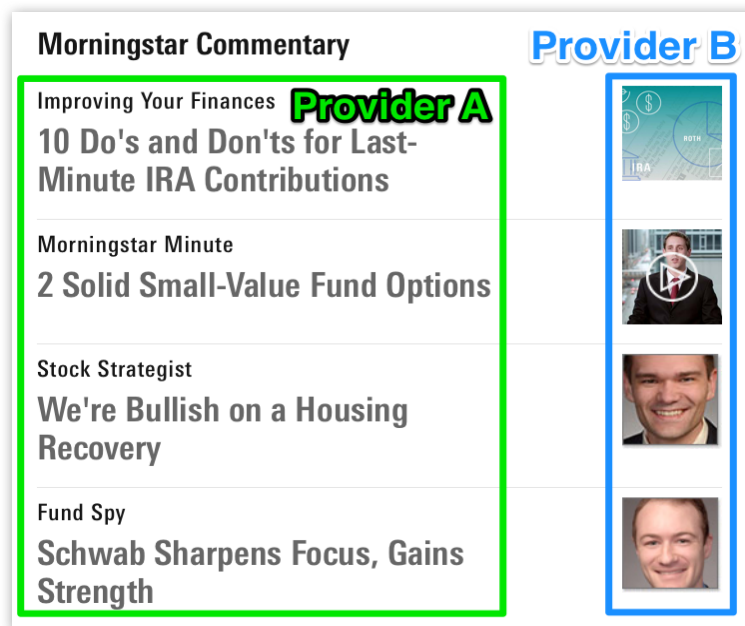 Morningstar Commentary
Provider B
Improving Your Finances
Provider A
10 Do's and Don'ts for Last-
Minute IRA Contributions
$
$
ROTH
IRA
Morningstar Minute
2 Solid Small-Value Fund Options
Stock Strategist
We're Bullish on a Housing
Recovery
Fund Spy
Schwab Sharpens Focus, Gains
Strength